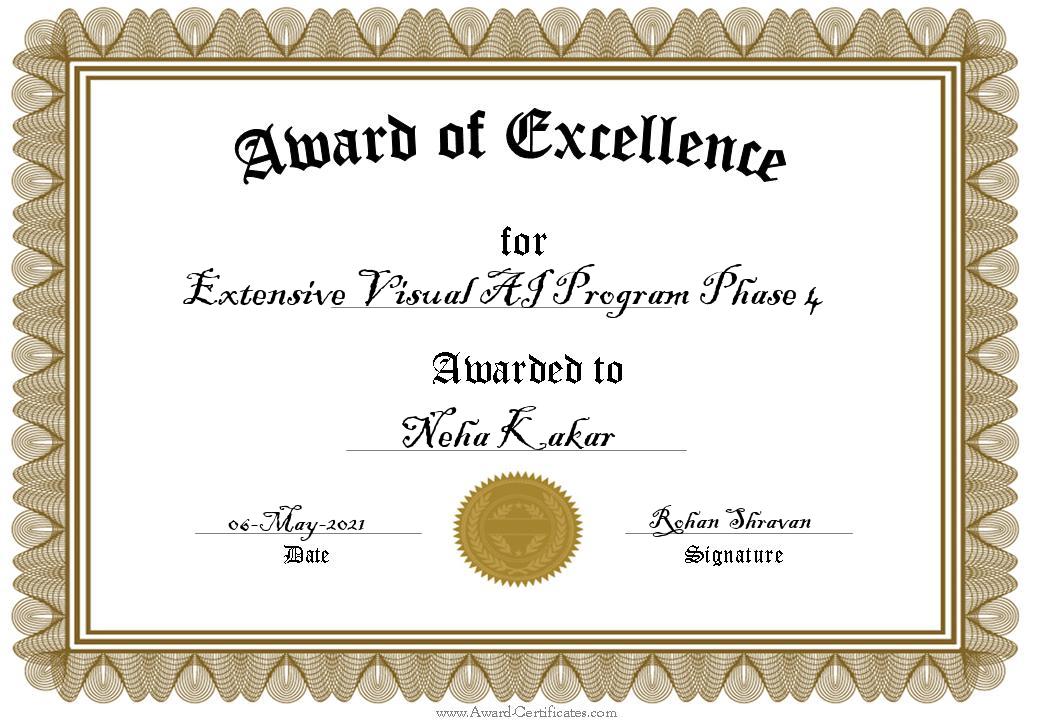 Award of Excellence
for
Extensive Visual AI Program Phase 4
Awarded to
Neha Kakar
06-May-2021
Rohan Shravan
Date
Signature
www.Award-Certificates.com